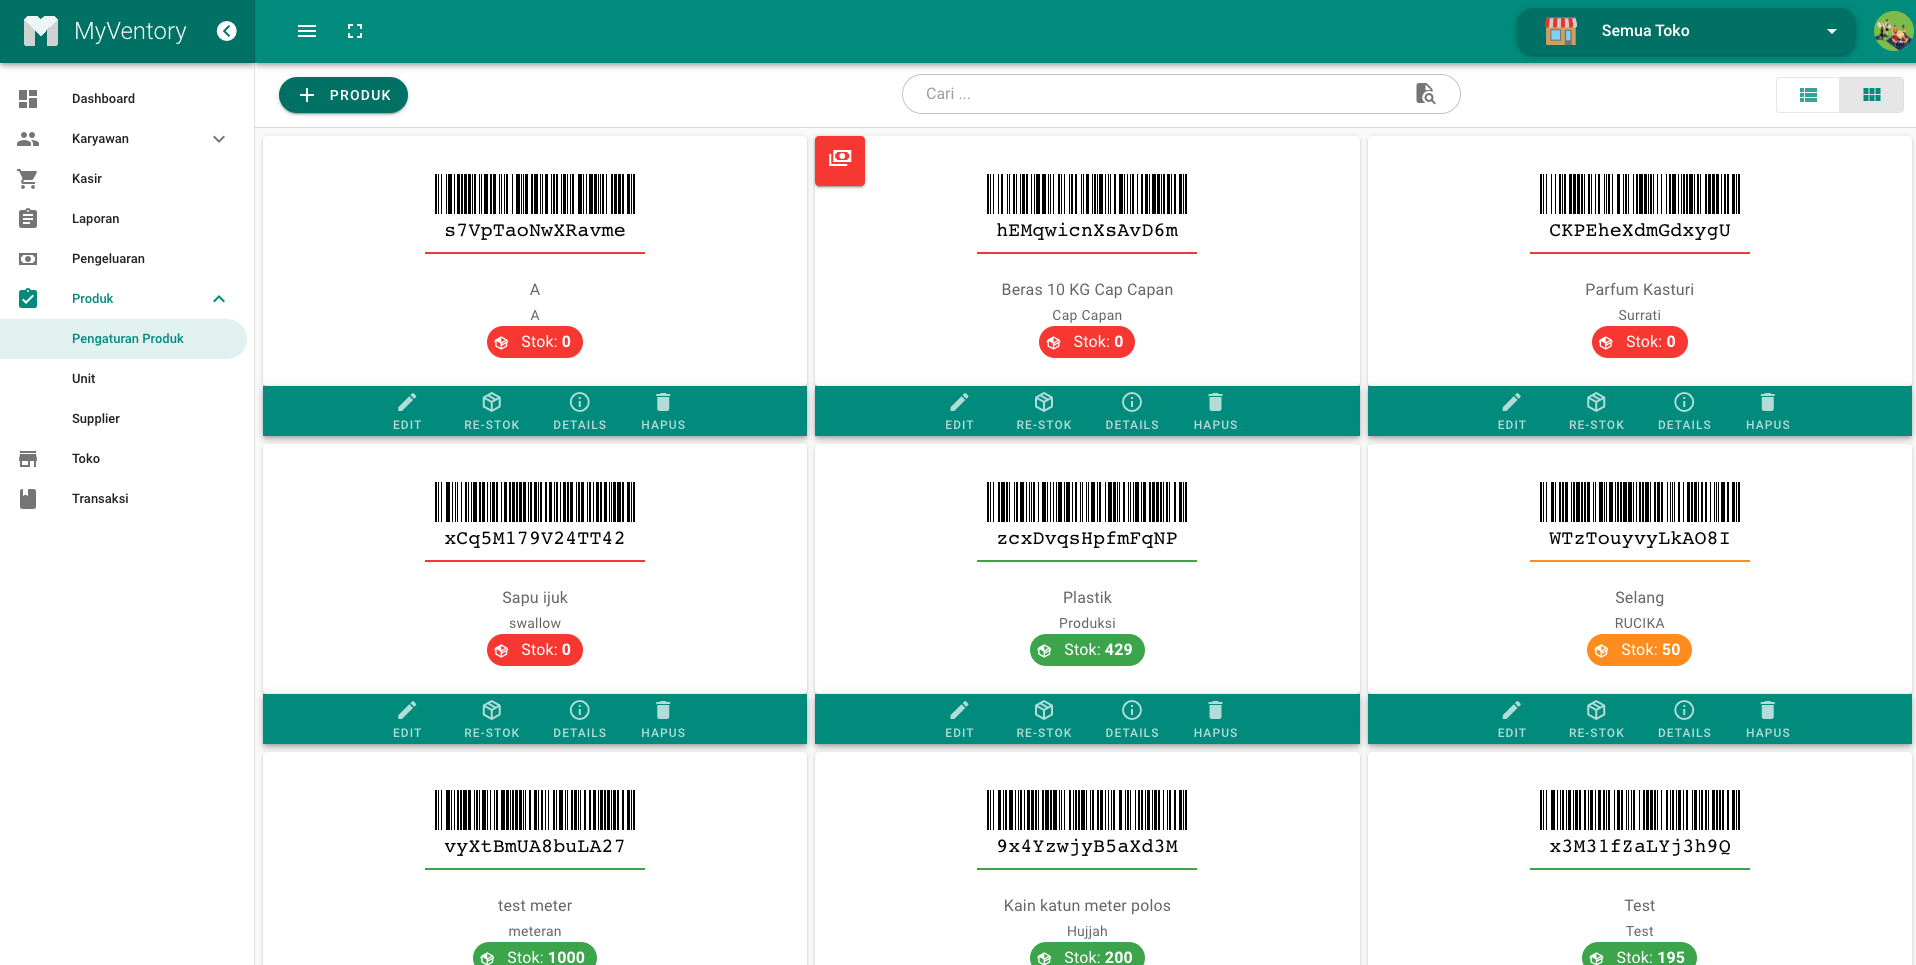 MyVentory
Semua Toko
Dashboard
Karyawan
Kasir
Laporan
Pengeluaran
Produk
Pengaturan Produk
Unit
Supplier
Toko
Transaksi
PRODUK
Cari ...
s7VpTaoNwXRavme
A
A
Stok: 0
EDIT RE-STOK DETAILS HAPUS
hEMqwicnXsAvD6m
Beras 10 KG Cap Capan
Cap Capan
Stok: 0
EDIT RE-STOK DETAILS HAPUS
CKPEheXdmGdxygU
Parfum Kasturi
Surrati
Stok: 0
EDIT RE-STOK DETAILS HAPUS
xCq5M179V24TT42
Sapu ijuk
swallow
Stok: 0
EDIT RE-STOK DETAILS HAPUS
zcxDvqsHpfmFqNP
Plastik
Produksi
Stok: 429
EDIT RE-STOK DETAILS HAPUS
WTzTouyvyLkAO8I
Selang
RUCIKA
Stok: 50
EDIT RE-STOK DETAILS HAPUS
vyXtBmUA8buLA27
test meter
meteran
Stok: 1000
9x4YzwjyB5aXd3M
Kain katun meter polos
Hujjah
Stok: 200
x3M31fZaLYj3h9Q
Test
Test
Stok: 195